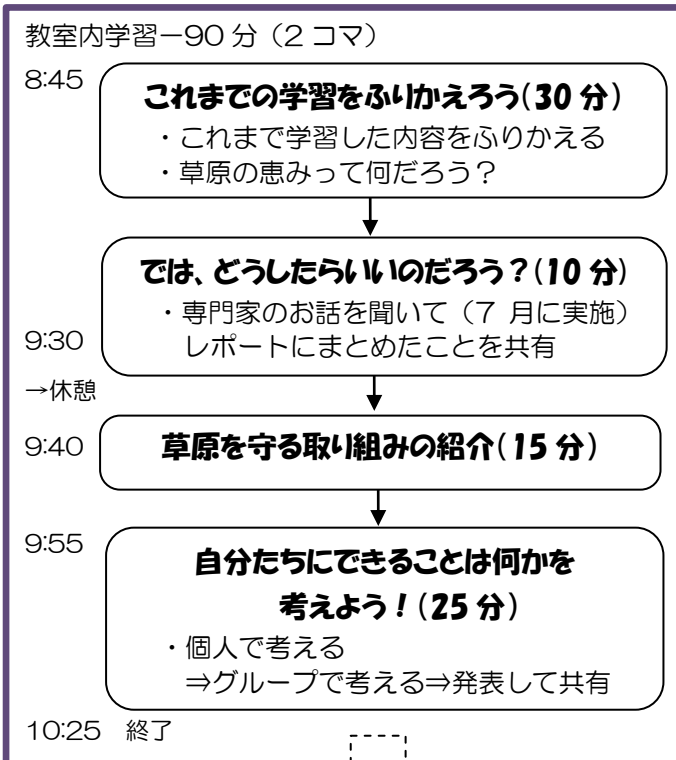 教室内学習－90 分（2 コマ）
8:45
これまでの学習をふりかえろう（30 分）
・これまで学習した内容をふりかえる
・草原の恵みって何だろう？
では、どうしたらいいのだろう？（10 分）
・専門家のお話を聞いて（7 月に実施）
レポートにまとめたことを共有
9:30
→休憩
9:40
草原を守る取り組みの紹介（15 分）
9:55
自分たちにできることは何かを
考えよう！（25 分）
・個人で考える
⇒グループで考える⇒発表して共有
10:25　終了